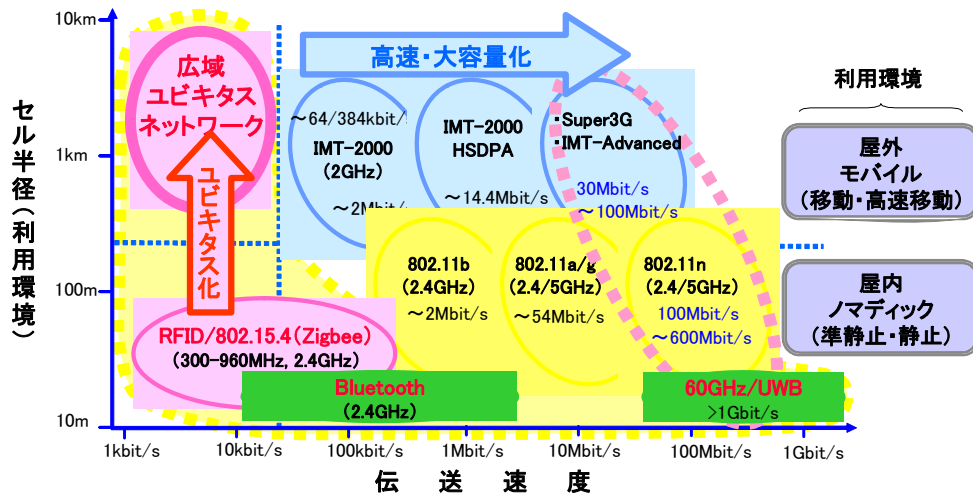 10km
1km
100m
10m
セル半径(利用環境)
広域
ユビキタス
ネットワーク
ユビキタス化
高速・大容量化
～64/384kbit/s
IMT-2000
(2GHz)
～2Mbit/s
IMT-2000
HSDPA
～14.4Mbit/s
▪Super3G
▪IMT-Advanced
30Mbit/s
～100Mbit/s
利用環境
屋外
モバイル
(移動・高速移動)
屋内
ノマディック
(準静止・静止)
802.11b
(2.4GHz)
～2Mbit/s
802.11a/g
(2.4/5GHz)
～54Mbit/s
802.11n
(2.4/5GHz)
100Mbit/s
～600Mbit/s
RFID/802.15.4(Zigbee)
(300-960MHz, 2.4GHz)
Bluetooth
(2.4GHz)
60GHz/UWB
>1Gbit/s
1kbit/s
10kbit/s
100kbit/s
1Mbit/s
10Mbit/s
100Mbit/s
1Gbit/s
伝送速度